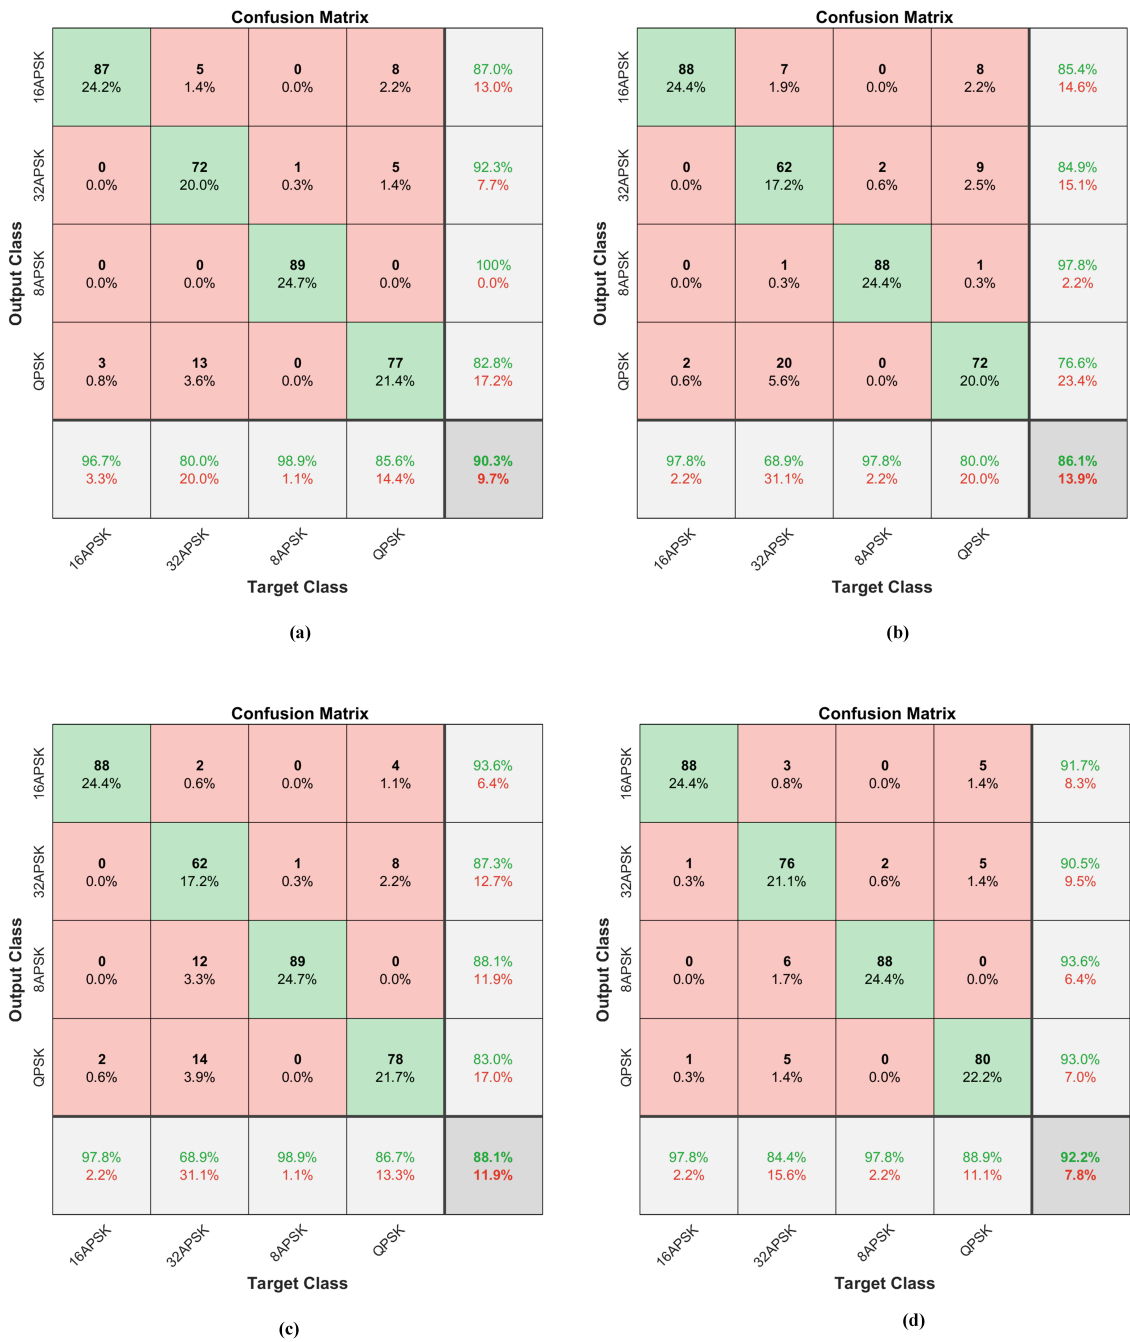 Confusion Matrix
16APSK
87 5 0 8 87.0%
24.2% 1.4% 0.0% 2.2% 13.0%
32APSK
0 72 1 5 92.3%
0.0% 20.0% 0.3% 1.4% 7.7%
8APSK
0 0 89 0 100%
0.0% 0.0% 24.7% 0.0% 0.0%
QPSK
3 13 0 77 82.8%
0.8% 3.6% 0.0% 21.4% 17.2%
96.7% 80.0% 98.9% 85.6% 90.3%
3.3% 20.0% 1.1% 14.4% 9.7%
Output Class
16APSK 32APSK 8APSK QPSK
Target Class
(a)
Confusion Matrix
16APSK
88 7 0 8 85.4%
24.4% 1.9% 0.0% 2.2% 14.6%
32APSK
0 62 2 9 84.9%
0.0% 17.2% 0.6% 2.5% 15.1%
8APSK
0 1 88 1 97.8%
0.0% 0.3% 24.4% 0.3% 2.2%
QPSK
2 20 0 72 76.6%
0.6% 5.6% 0.0% 20.0% 23.4%
97.8% 68.9% 97.8% 80.0% 86.1%
2.2% 31.1% 2.2% 20.0% 13.9%
Output Class
16APSK 32APSK 8APSK QPSK
Target Class
(b)
Confusion Matrix
16APSK
88 2 0 4 93.6%
24.4% 0.6% 0.0% 1.1% 6.4%
32APSK
0 62 1 8 87.3%
0.0% 17.2% 0.3% 2.2% 12.7%
8APSK
0 12 89 0 88.1%
0.0% 3.3% 24.7% 0.0% 11.9%
QPSK
2 14 0 78 83.0%
0.6% 3.9% 0.0% 21.7% 17.0%
97.8% 68.9% 98.9% 86.7% 88.1%
2.2% 31.1% 1.1% 13.3% 11.9%
Output Class
16APSK 32APSK 8APSK QPSK
Target Class
(c)
Confusion Matrix
16APSK
88 3 0 5 91.7%
24.4% 0.8% 0.0% 1.4% 8.3%
32APSK
1 76 2 5 90.5%
0.3% 21.1% 0.6% 1.4% 9.5%
8APSK
0 6 88 0 93.6%
0.0% 1.7% 24.4% 0.0% 6.4%
QPSK
1 5 0 80 93.0%
0.3% 1.4% 0.0% 22.2% 7.0%
97.8% 84.4% 97.8% 88.9% 92.2%
2.2% 15.6% 2.2% 11.1% 7.8%
Output Class
16APSK 32APSK 8APSK QPSK
Target Class
(d)